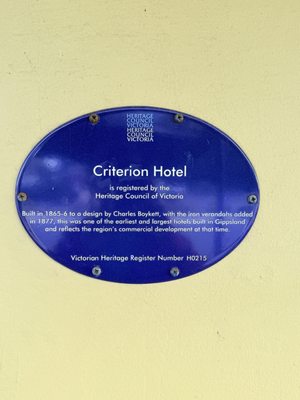 HERITAGE
COUNCIL
VICTORIA
HERITAGE
COUNCIL
VICTORIA
Criterion Hotel
is registered by the
Heritage Council of Victoria
Built in 1865-6 to a design by Charles Boykett, with the iron verandahs added
in 1877, this was one of the earliest and largest hotels built in Gippsland
and reflects the region's commercial development at that time.
Victorian Heritage Register Number H0215